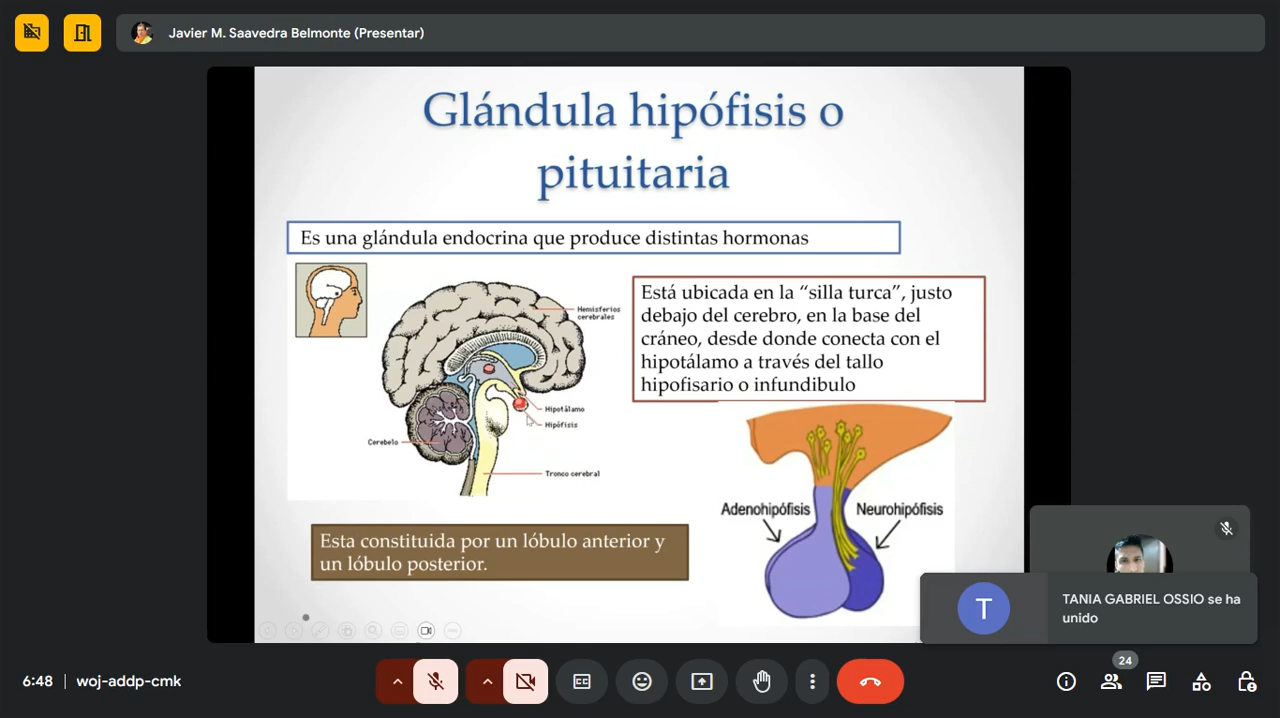 Javier M. Saavedra Belmonte (Presentar)
Glándula hipófisis o
pituitaria
Es una glándula endocrina que produce distintas hormonas
Hemisferios
cerebrales
Hipotálamo
Hipófisis
Cerebelo
Tronco cerebral
Está ubicada en la “silla turca”, justo
debajo del cerebro, en la base del
cráneo, desde donde conecta con el
hipotálamo a través del tallo
hipofisario o infundibulo
Adenohipófisis
Neurohipófisis
Esta constituida por un lóbulo anterior y
un lóbulo posterior.
T
TANIA GABRIEL OSSIO se ha
unido
6:48 | woj-addp-cmk
24